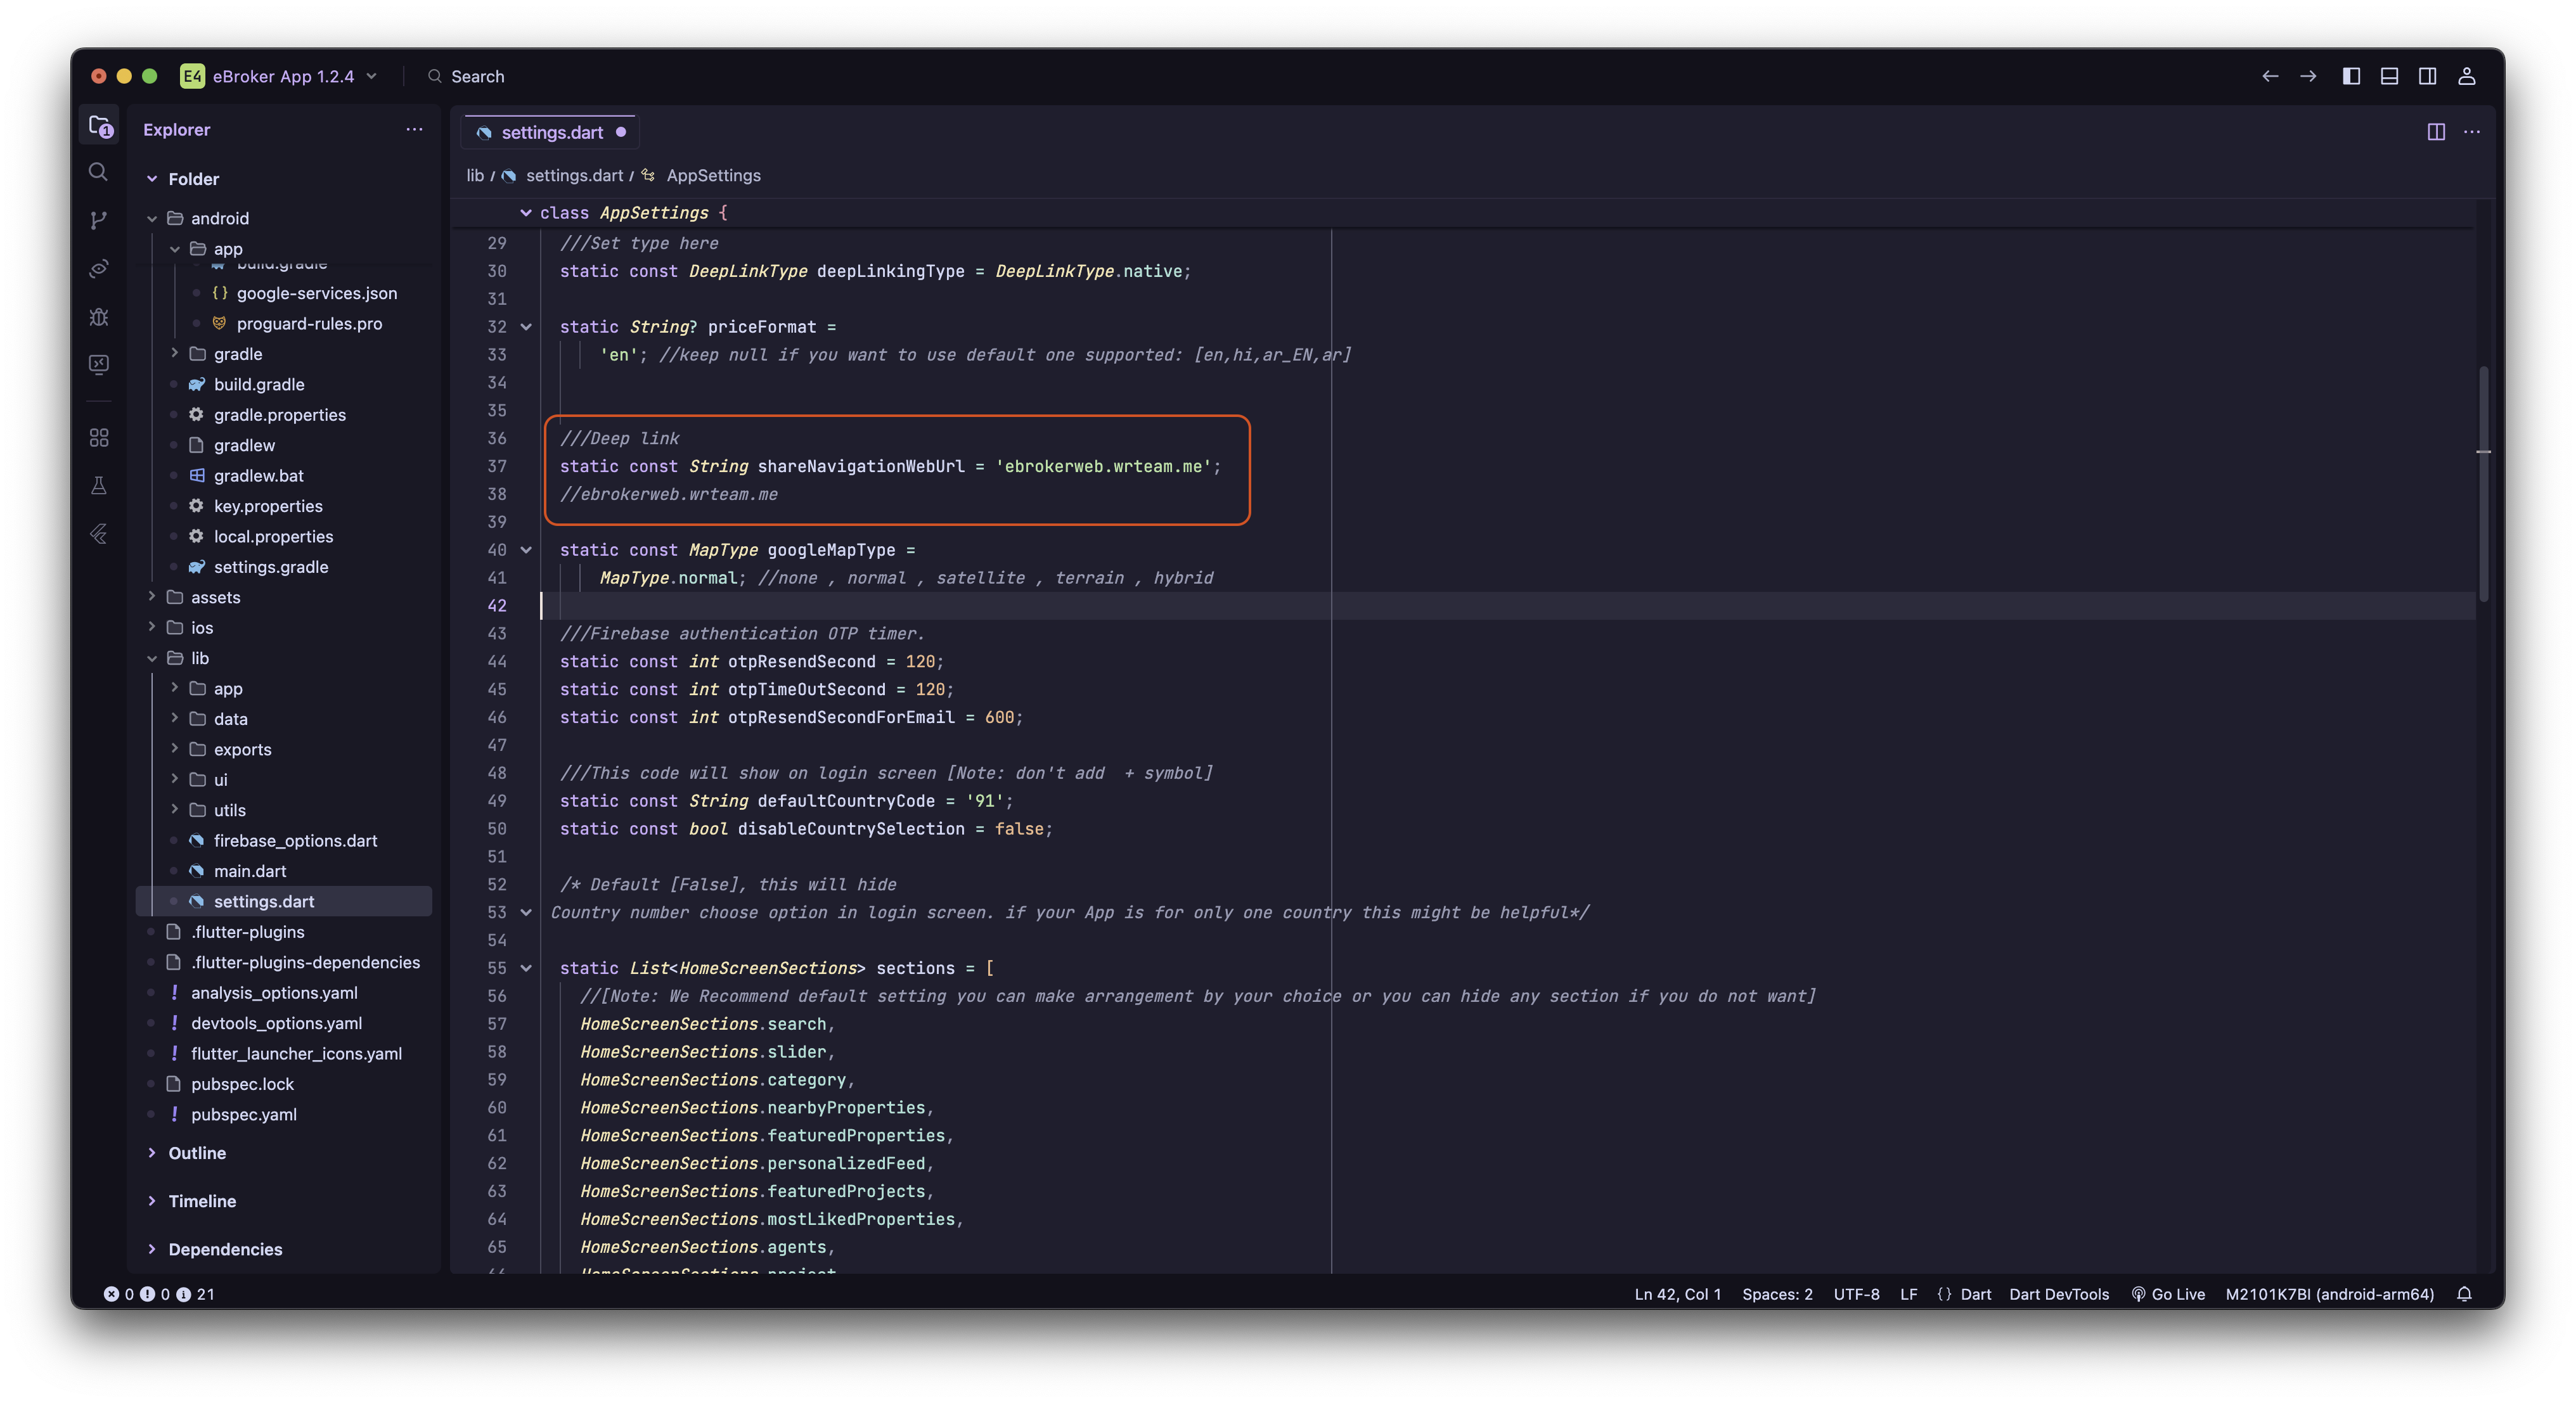 E4 eBroker App 1.2.4 Search
1
Explorer
Folder
android
app
build.gradle
google-services.json
proguard-rules.pro
gradle
build.gradle
gradle.properties
gradlew
gradlew.bat
key.properties
local.properties
settings.gradle
assets
ios
lib
app
data
exports
ui
utils
firebase_options.dart
main.dart
settings.dart
.flutter-plugins
.flutter-plugins-dependencies
analysis_options.yaml
devtools_options.yaml
flutter_launcher_icons.yaml
pubspec.lock
pubspec.yaml
Outline
Timeline
Dependencies
settings.dart
lib / settings.dart / AppSettings
class AppSettings {
29 ///Set type here
30 static const DeepLinkType deepLinkingType = DeepLinkType.native;
31
32 static String? priceFormat =
33 'en'; //keep null if you want to use default one supported: [en,hi,ar_EN,ar]
34
35
36 ///Deep link
37 static const String shareNavigationWebUrl = 'ebrokerweb.wrteam.me';
38 //ebrokerweb.wrteam.me
39
40 static const MapType googleMapType =
41 MapType.normal; //none , normal , satellite , terrain , hybrid
42
43 ///Firebase authentication OTP timer.
44 static const int otpResendSecond = 120;
45 static const int otpTimeOutSecond = 120;
46 static const int otpResendSecondForEmail = 600;
47
48 ///This code will show on login screen [Note: don't add  + symbol]
49 static const String defaultCountryCode = '91';
50 static const bool disableCountrySelection = false;
51
52 /* Default [False], this will hide
53 Country number choose option in login screen. if your App is for only one country this might be helpful*/
54
55 static List<HomeScreenSections> sections = [
56 //[Note: We Recommend default setting you can make arrangement by your choice or you can hide any section if you do not want]
57 HomeScreenSections.search,
58 HomeScreenSections.slider,
59 HomeScreenSections.category,
60 HomeScreenSections.nearbyProperties,
61 HomeScreenSections.featuredProperties,
62 HomeScreenSections.personalizedFeed,
63 HomeScreenSections.featuredProjects,
64 HomeScreenSections.mostLikedProperties,
65 HomeScreenSections.agents,
66 HomeScreenSections.project,
0 0 21 Ln 42, Col 1 Spaces: 2 UTF-8 LF {} Dart Dart DevTools Go Live M2101K7BI (android-arm64)